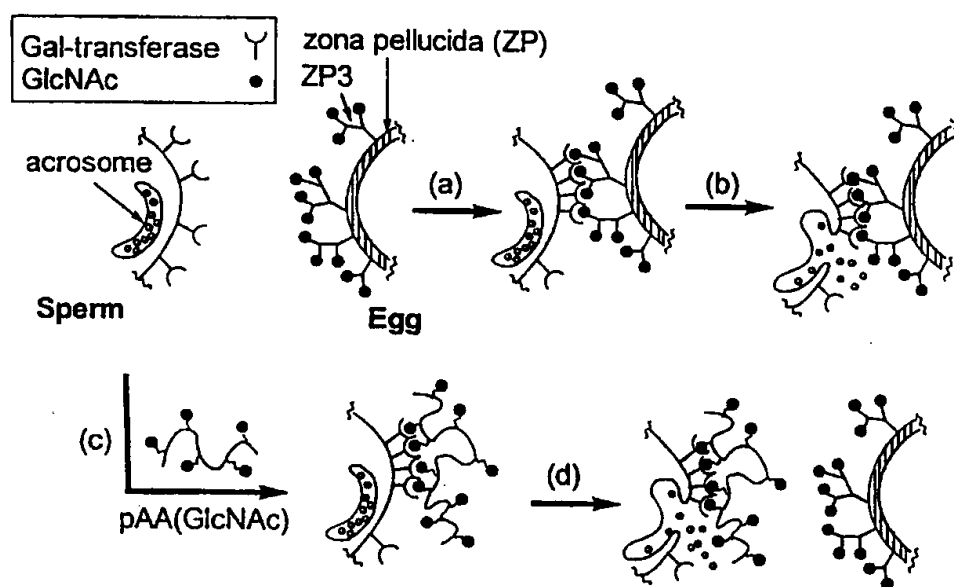 Gal-transferase
GlcNAc
zona pellucida (ZP)
ZP3
acrosome
(a)
(b)
Sperm
Egg
(c)
pAA(GlcNAc)
(d)